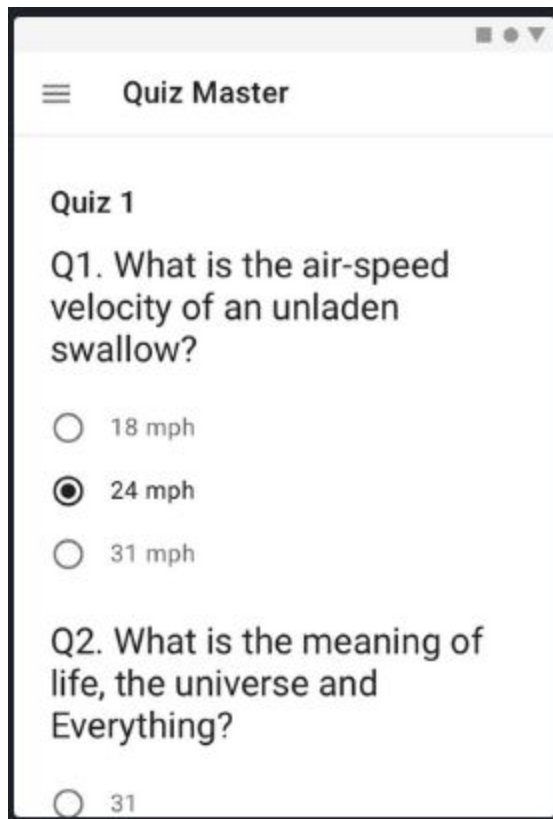 Quiz Master
Quiz 1
Q1. What is the air-speed
velocity of an unladen
swallow?
18 mph
24 mph
31 mph
Q2. What is the meaning of
life, the universe and
Everything?
31